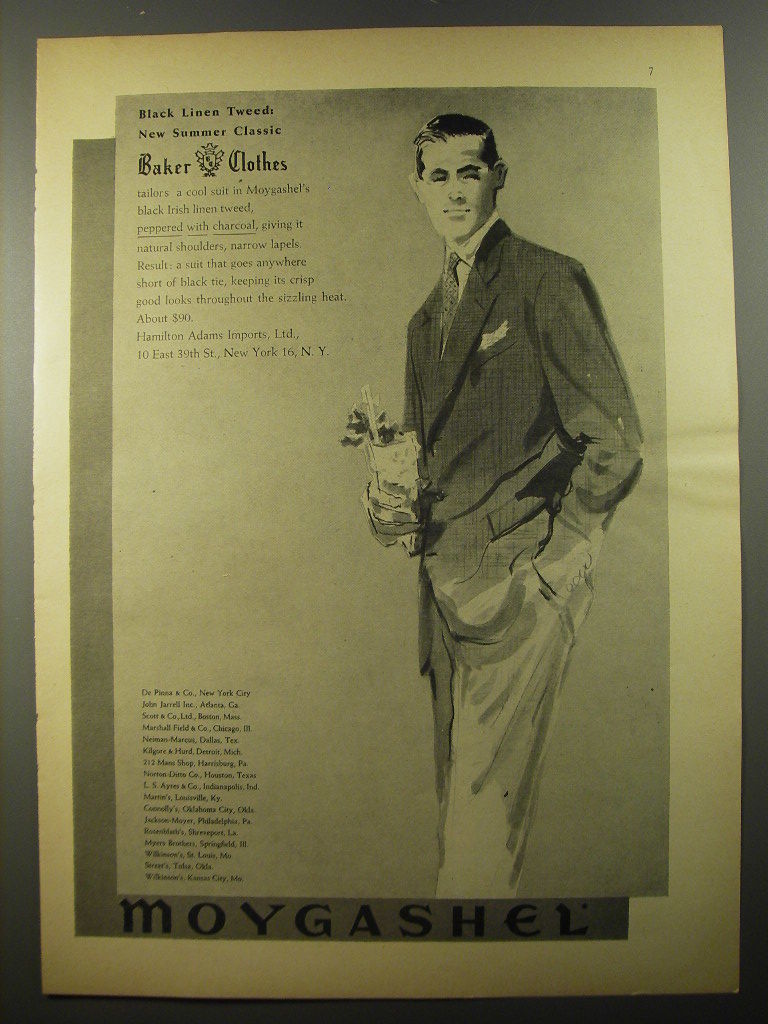 7
Black Linen Tweed:
New Summer Classic
Baker Clothes
tailors a cool suit in Moygashel's
black Irish linen tweed,
peppered with charcoal, giving it
natural shoulders, narrow lapels.
Result: a suit that goes anywhere
short of black tie, keeping its crisp
good looks throughout the sizzling heat.
About $90.
Hamilton Adams Imports, Ltd.,
10 East 39th St., New York 16, N. Y.
De Pinna & Co., New York City
John Jarrell Inc., Atlanta, Ga.
Scott & Co., Ltd., Boston, Mass.
Marshall Field & Co., Chicago, Ill.
Neiman-Marcus, Dallas, Tex.
Kilgore & Hurd, Detroit, Mich.
212 Mans Shop, Harrisburg, Pa.
Norton-Ditto Co., Houston, Texas
L. S. Ayres & Co., Indianapolis, Ind.
Martin's, Louisville, Ky.
Connolly's, Oklahoma City, Okla.
Jackson-Moyer, Philadelphia, Pa.
Rosenblath's, Shreveport, La.
Myers Brothers, Springfield, Ill.
Wilkinson's, St. Louis, Mo
Street's, Tulsa, Okla.
Wilkinson's, Kansas City, Mo.
MOYGASHEL